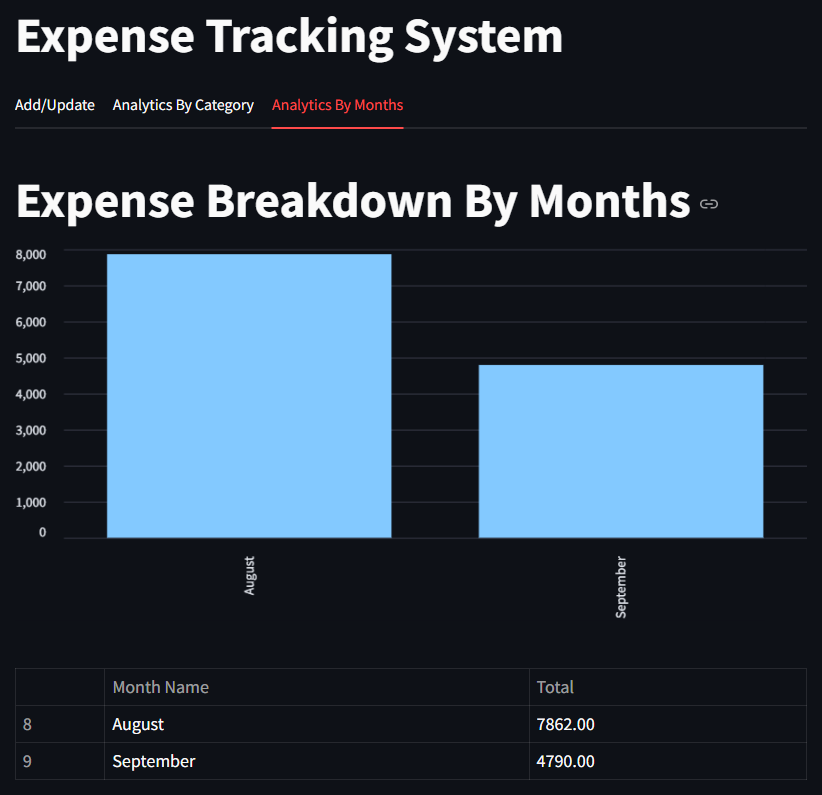 Expense Tracking System
Add/Update Analytics By Category Analytics By Months
Expense Breakdown By Months
8,000
7,000
6,000
5,000
4,000
3,000
2,000
1,000
0
August
September
Month Name Total
8 August 7862.00
9 September 4790.00